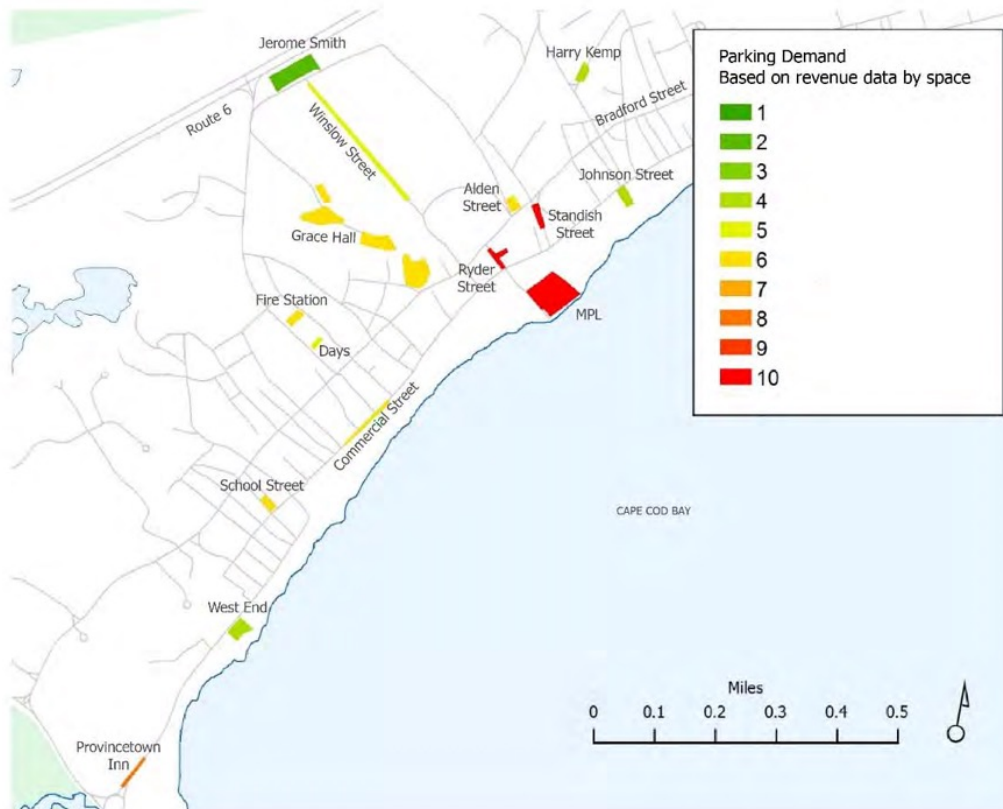 Jerome Smith
Harry Kemp
Route 6
Winslow Street
Bradford Street
Johnson Street
Alden
Street
Standish
Street
Grace Hall
Ryder
Street
MPL
Fire Station
Days
Commercial Street
School Street
CAPE COD BAY
West End
Provincetown
Inn
Parking Demand
Based on revenue data by space
1
2
3
4
5
6
7
8
9
10
Miles
0 0.1 0.2 0.3 0.4 0.5